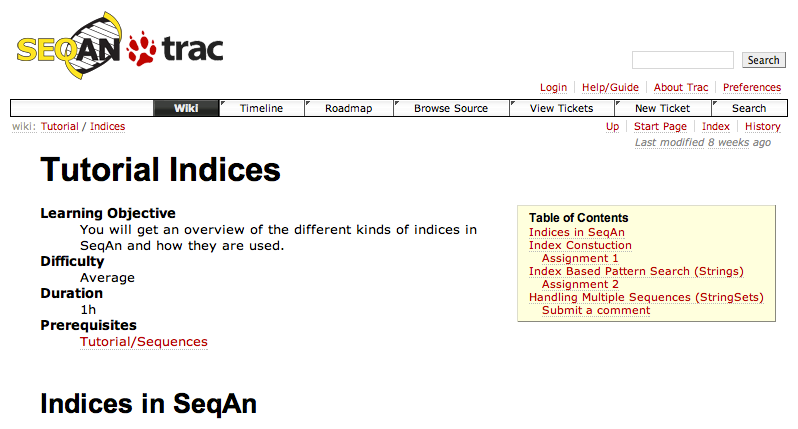 SEQAN trac
Search
Login Help/Guide About Trac Preferences
Wiki Timeline Roadmap Browse Source View Tickets New Ticket Search
wiki: Tutorial / Indices
Up Start Page Index History
Last modified 8 weeks ago
Tutorial Indices
Learning Objective
You will get an overview of the different kinds of indices in
SeqAn and how they are used.
Difficulty
Average
Duration
1h
Prerequisites
Tutorial/Sequences
Table of Contents
Indices in SeqAn
Index Constuction
Assignment 1
Index Based Pattern Search (Strings)
Assignment 2
Handling Multiple Sequences (StringSets)
Submit a comment
Indices in SeqAn